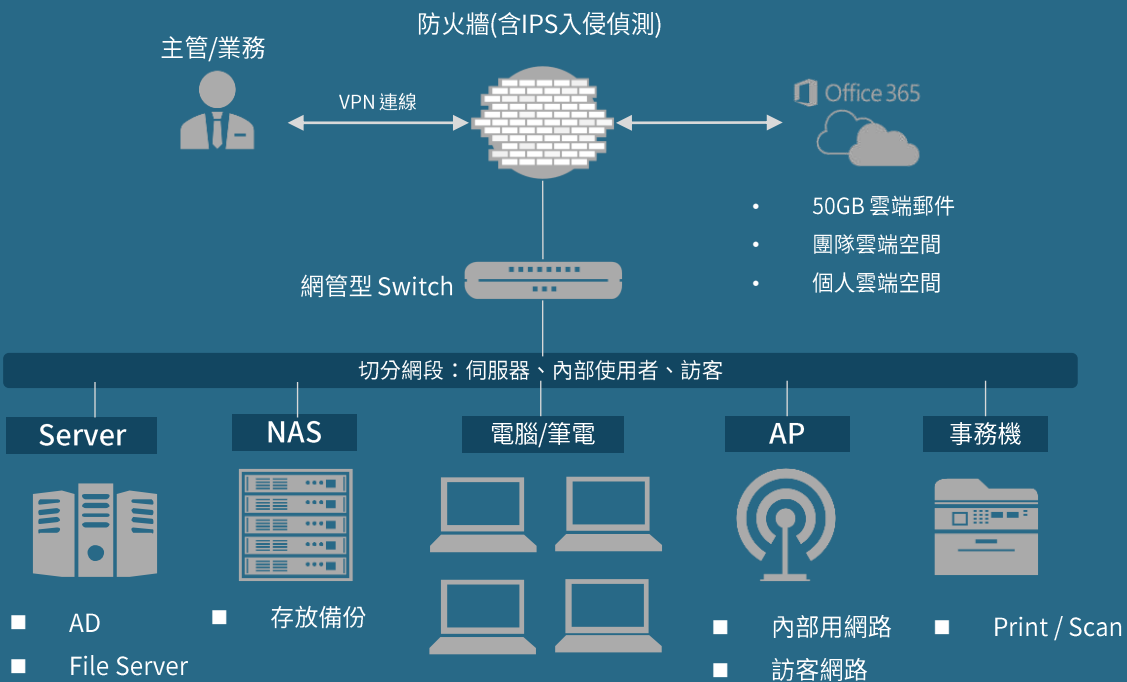 防火牆(含IPS入侵偵測)
主管/業務
VPN 連線
Office 365
• 50GB 雲端郵件
• 團隊雲端空間
• 個人雲端空間
網管型 Switch
切分網段：伺服器、內部使用者、訪客
Server
NAS
電腦/筆電
AP
事務機
■ AD
■ File Server
■ 存放備份
■ 內部用網路
■ 訪客網路
■ Print / Scan